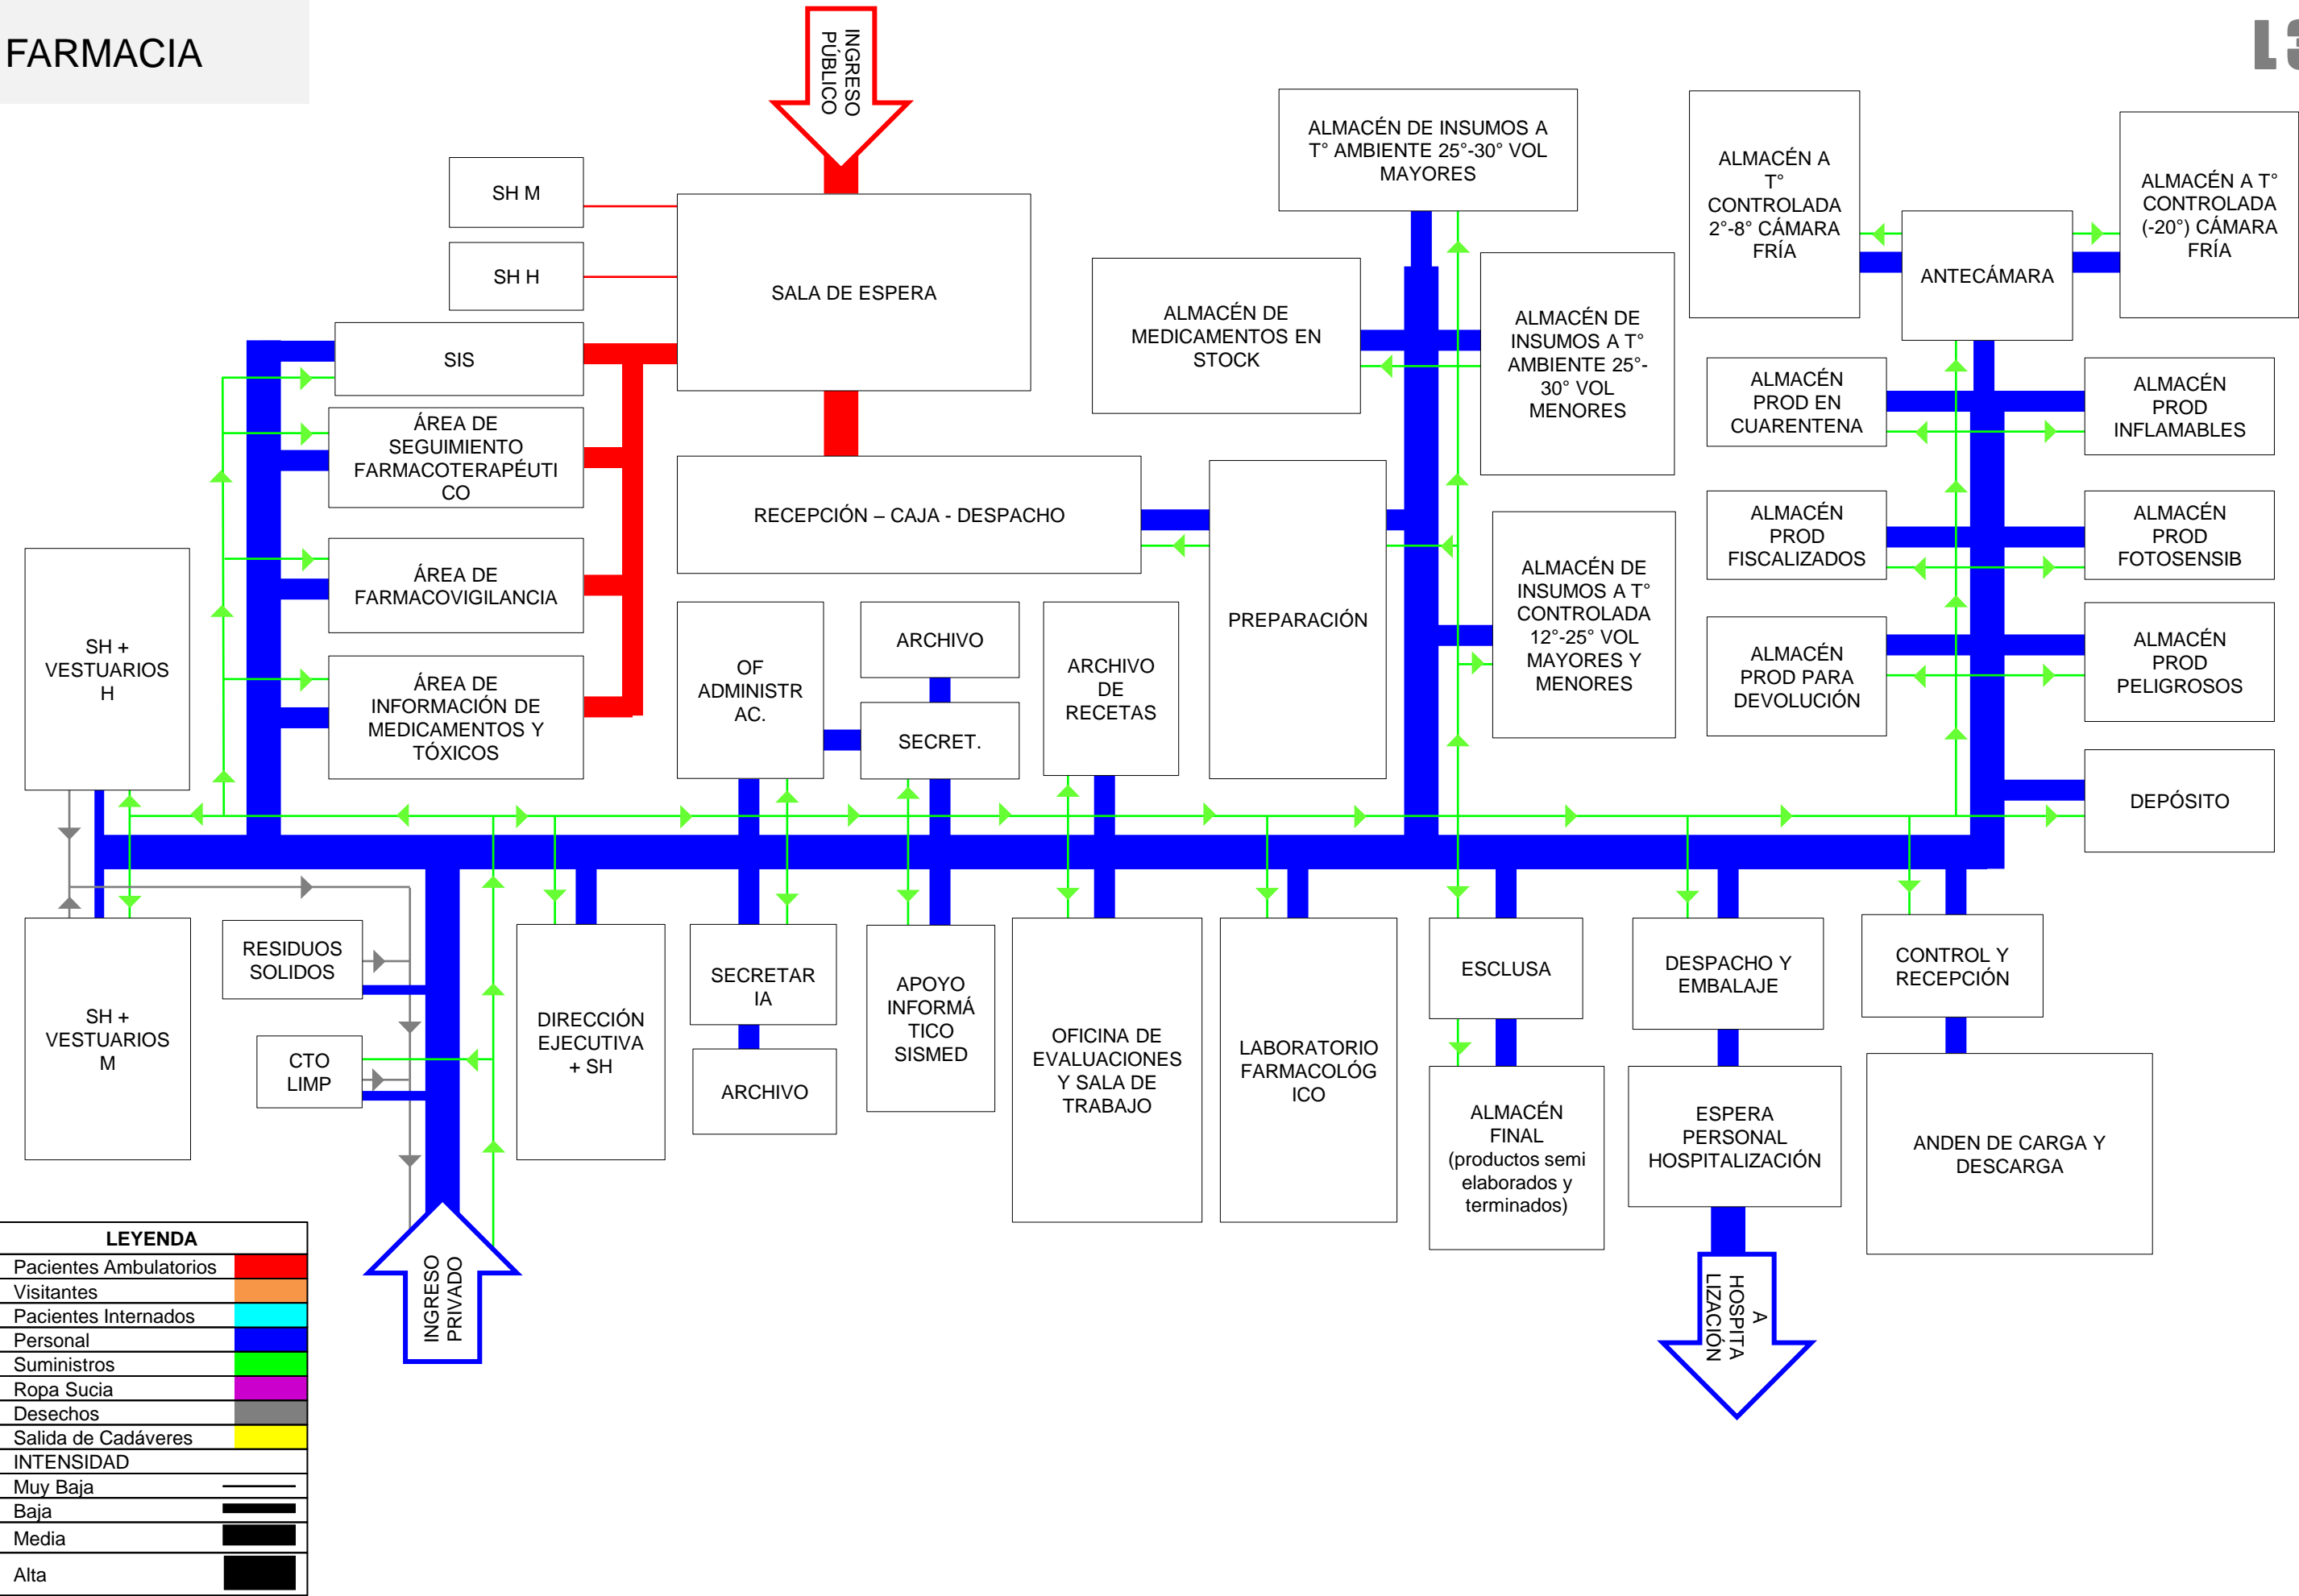 FARMACIA
L3
INGRESO
PÚBLICO
SH M
SH H
SALA DE ESPERA
SIS
ÁREA DE
SEGUIMIENTO
FARMACOTERAPÉUTI
CO
ÁREA DE
FARMACOVIGILANCIA
ÁREA DE
INFORMACIÓN DE
MEDICAMENTOS Y
TÓXICOS
RECEPCIÓN – CAJA - DESPACHO
PREPARACIÓN
ALMACÉN DE INSUMOS A
T° AMBIENTE 25°-30° VOL
MAYORES
ALMACÉN DE
MEDICAMENTOS EN
STOCK
ALMACÉN DE
INSUMOS A T°
AMBIENTE 25°-
30° VOL
MENORES
ALMACÉN DE
INSUMOS A T°
CONTROLADA
12°-25° VOL
MAYORES Y
MENORES
ALMACÉN A
T°
CONTROLADA
2°-8° CÁMARA
FRÍA
ANTECÁMARA
ALMACÉN A T°
CONTROLADA
(-20°) CÁMARA
FRÍA
ALMACÉN
PROD EN
CUARENTENA
ALMACÉN
PROD
INFLAMABLES
ALMACÉN
PROD
FISCALIZADOS
ALMACÉN
PROD
FOTOSENSIB
ALMACÉN
PROD PARA
DEVOLUCIÓN
ALMACÉN
PROD
PELIGROSOS
DEPÓSITO
SH +
VESTUARIOS
H
OF
ADMINISTR
AC.
ARCHIVO
SECRET.
ARCHIVO
DE
RECETAS
SH +
VESTUARIOS
M
RESIDUOS
SOLIDOS
CTO
LIMP
DIRECCIÓN
EJECUTIVA
+ SH
SECRETAR
IA
ARCHIVO
APOYO
INFORMÁ
TICO
SISMED
OFICINA DE
EVALUACIONES
Y SALA DE
TRABAJO
LABORATORIO
FARMACOLÓG
ICO
ESCLUSA
ALMACÉN
FINAL
(productos semi
elaborados y
terminados)
DESPACHO Y
EMBALAJE
ESPERA
PERSONAL
HOSPITALIZACIÓN
CONTROL Y
RECEPCIÓN
ANDEN DE CARGA Y
DESCARGA
INGRESO
PRIVADO
A
HOSPITA
LIZACIÓN
LEYENDA
Pacientes Ambulatorios
Visitantes
Pacientes Internados
Personal
Suministros
Ropa Sucia
Desechos
Salida de Cadáveres
INTENSIDAD
Muy Baja
Baja
Media
Alta